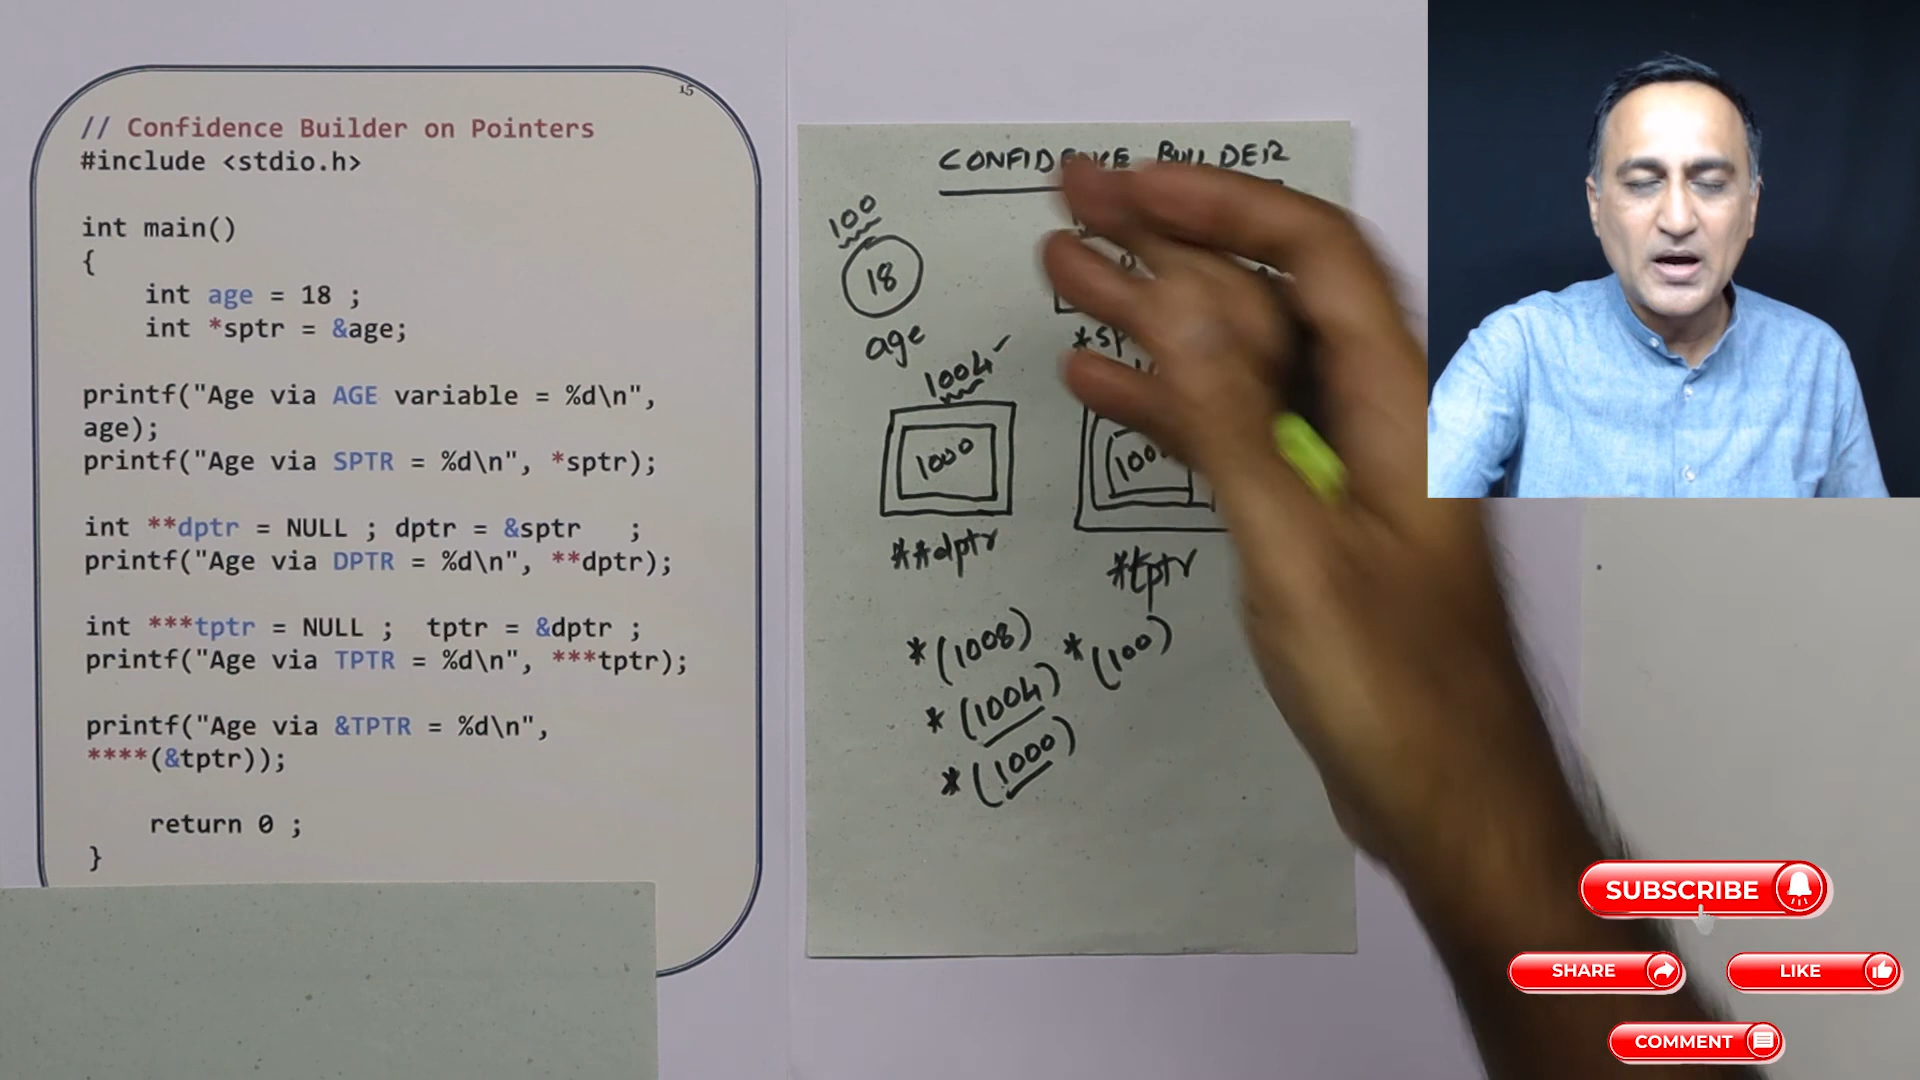 15
// Confidence Builder on Pointers
#include <stdio.h>
int main()
{
int age = 18 ;
int *sptr = &age;
printf("Age via AGE variable = %d\n",
age);
printf("Age via SPTR = %d\n", *sptr);
int **dptr = NULL ; dptr = &sptr ;
printf("Age via DPTR = %d\n", **dptr);
int ***tptr = NULL ; tptr = &dptr ;
printf("Age via TPTR = %d\n", ***tptr);
printf("Age via &TPTR = %d\n",
****(&tptr));
return 0 ;
}
CONFIDENCE BUILDER
100
18
age
1004
1000
**dptr
*tptr
*(1008) *(100)
*(1004)
*(1000)
SUBSCRIBE
SHARE LIKE
COMMENT